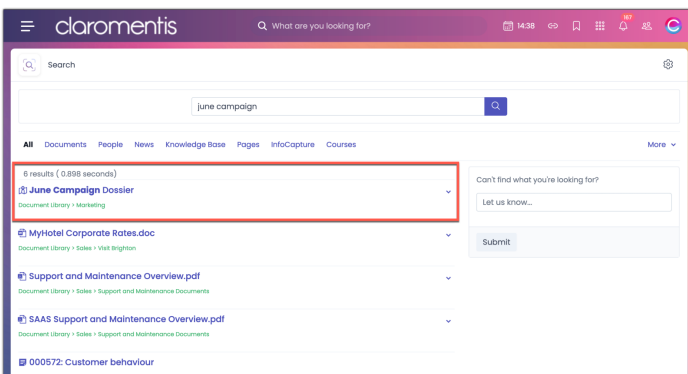 claromentis
What are you looking for?
14:38
167
Search
june campaign
All Documents People News Knowledge Base Pages InfoCapture Courses More
6 results ( 0.898 seconds)
June Campaign Dossier
Document Library > Marketing
MyHotel Corporate Rates.doc
Document Library > Sales > Visit Brighton
Support and Maintenance Overview.pdf
Document Library > Sales > Support and Maintenance Documents
SAAS Support and Maintenance Overview.pdf
Document Library > Sales > Support and Maintenance Documents
000572: Customer behaviour
Can't find what you're looking for?
Let us know...
Submit